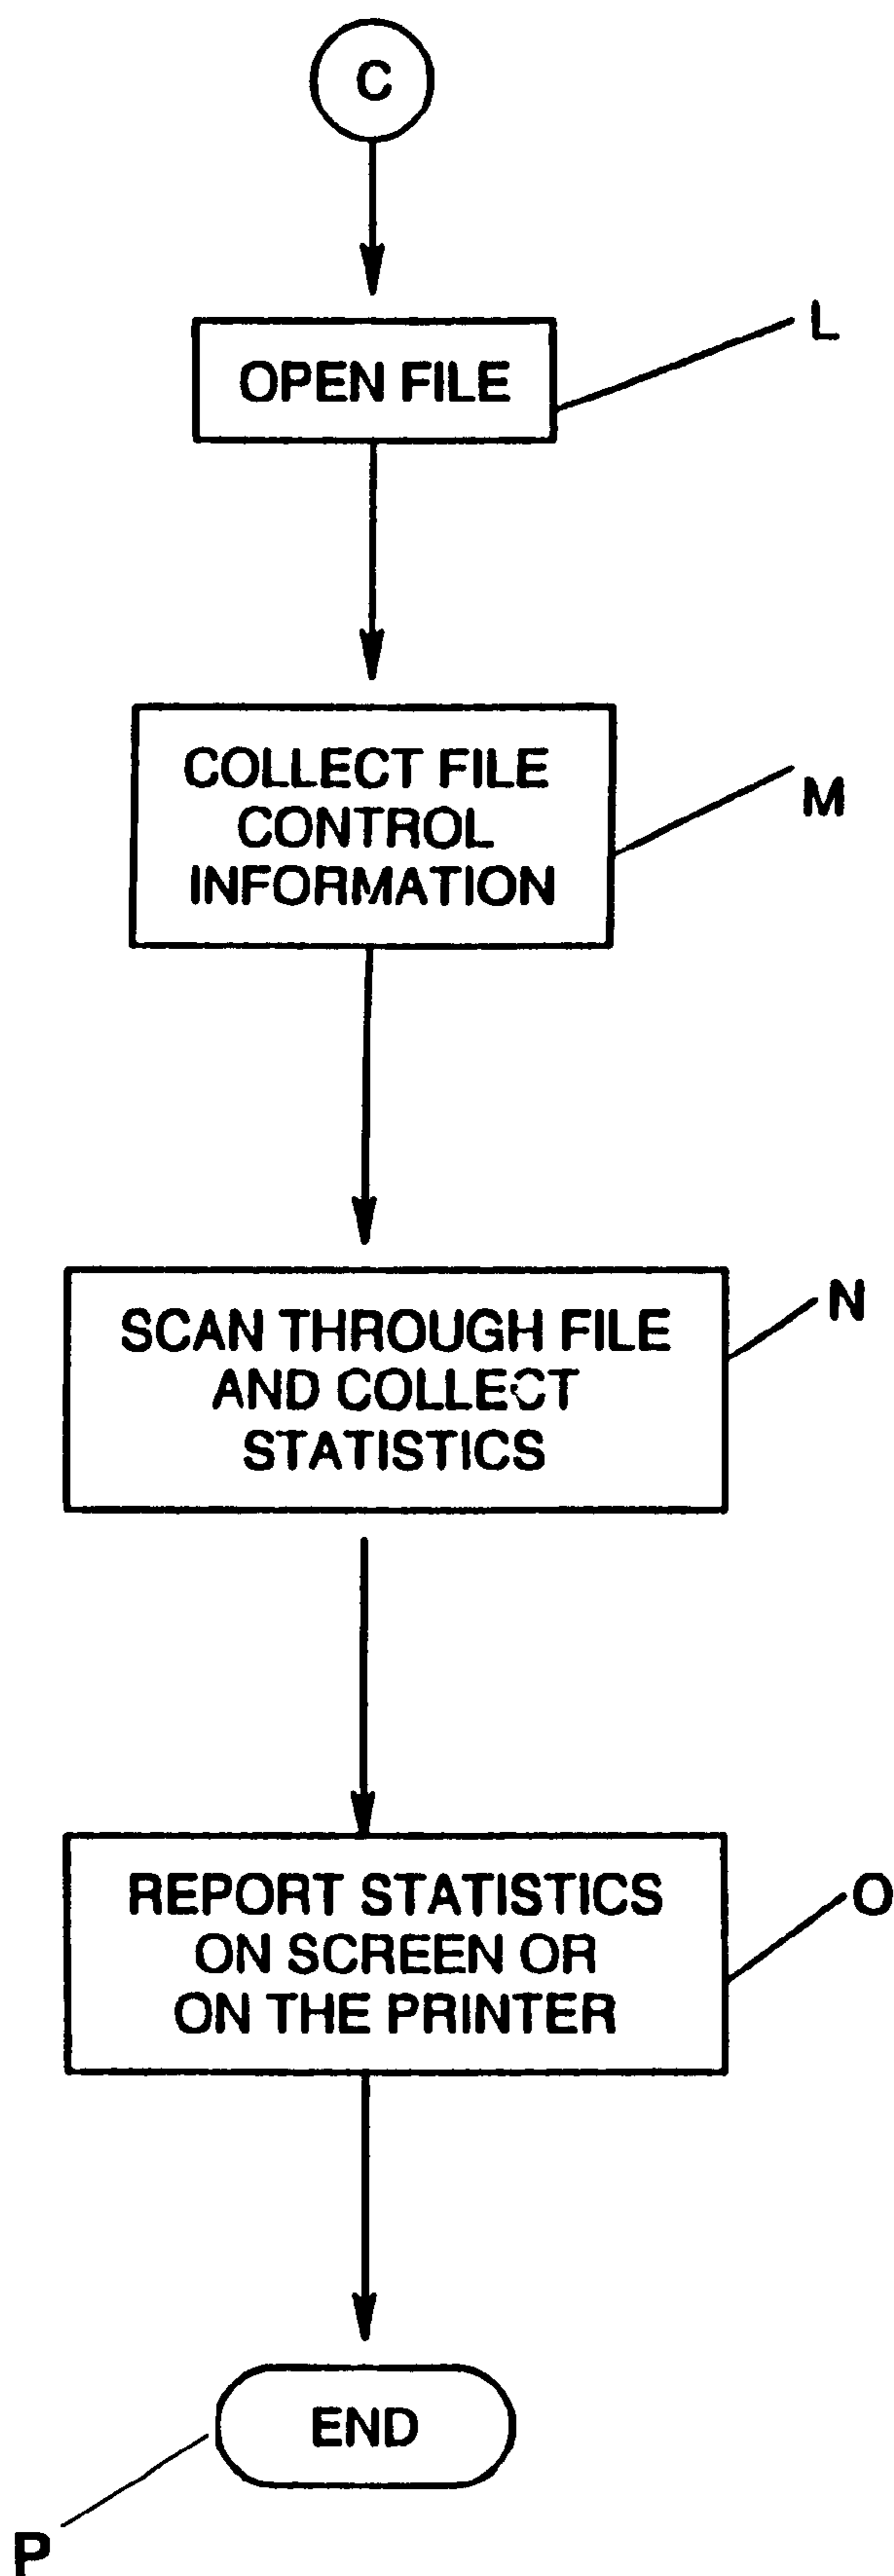 C
OPEN FILE
L
COLLECT FILE
CONTROL
INFORMATION
M
SCAN THROUGH FILE
AND COLLECT
STATISTICS
N
REPORT STATISTICS
ON SCREEN OR
ON THE PRINTER
O
END
P